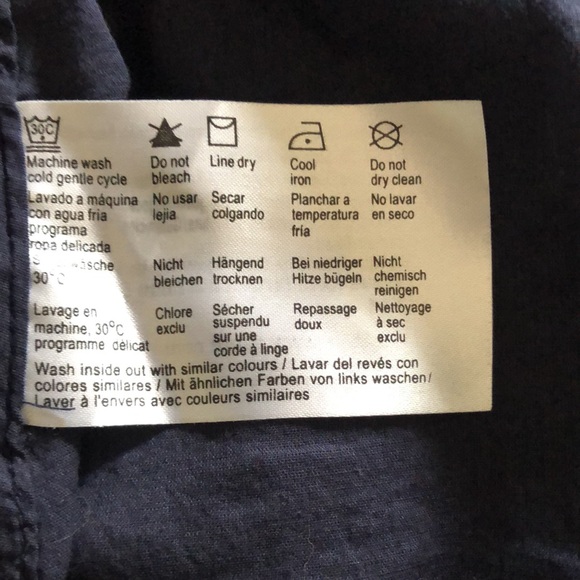 30C
Machine wash
cold gentle cycle
Do not
bleach
Line dry
Cool
iron
Do not
dry clean
Lavado a máquina
con agua fria
programa
ropa delicada
No usar
lejia
Secar
colgando
Planchar a
temperatura
fría
No lavar
en seco
30°C
Nicht
bleichen
Hängend
trocknen
Bei niedriger
Hitze bügeln
Nicht
chemisch
reinigen
Lavage en
machine, 30°C
programme délicat
Chlore
exclu
Sécher
suspendu
sur une
corde à linge
Repassage
doux
Nettoyage
à sec
exclu
Wash inside out with similar colours / Lavar del revés con
colores similares / Mit ähnlichen Farben von links waschen/
Laver à l'envers avec couleurs similaires